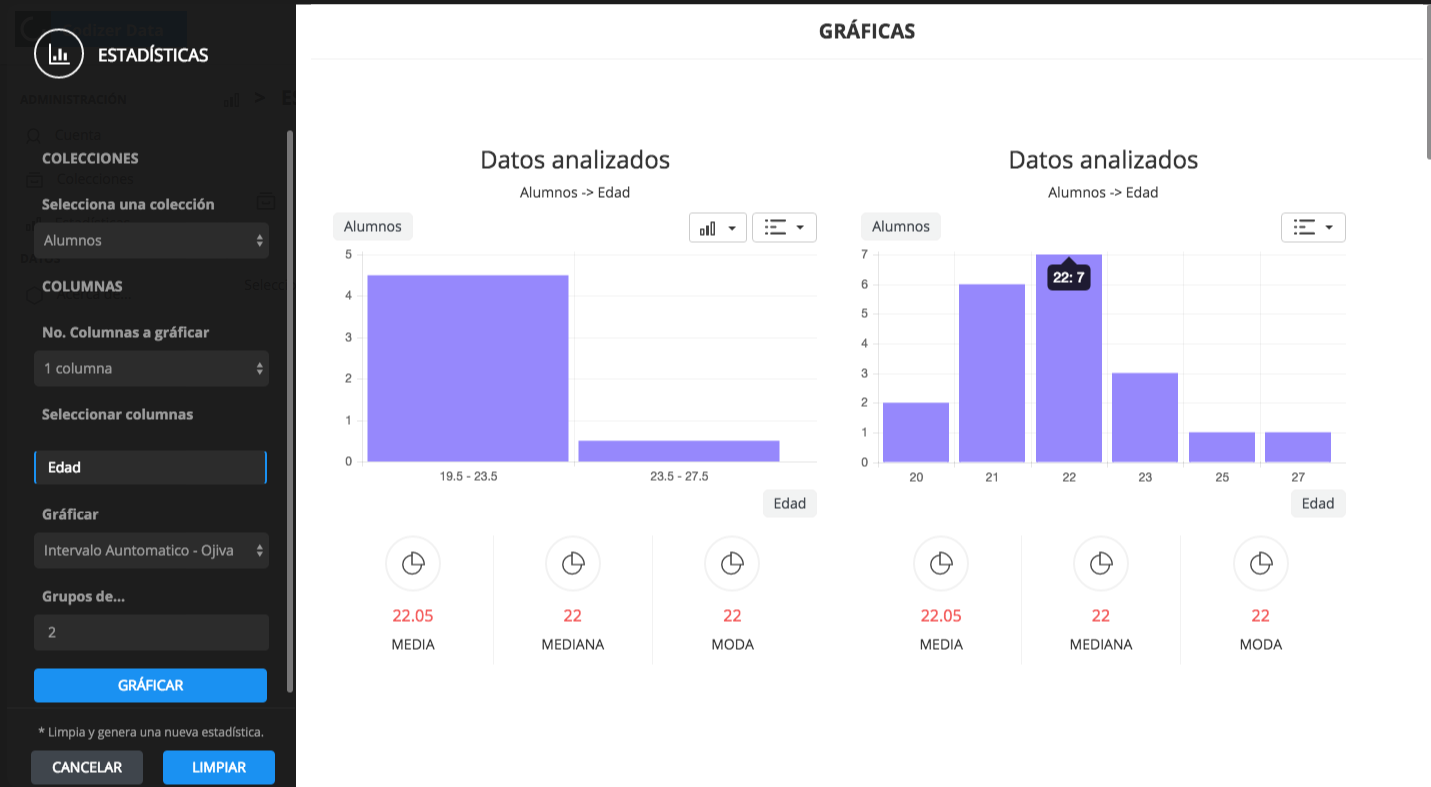 ESTADÍSTICAS
ADMINISTRACIÓN
Cuenta
COLECCIONES
Colecciones
Selecciona una colección
Alumnos
COLUMNAS
No. Columnas a gráficar
1 columna
Seleccionar columnas
Edad
Gráficar
Intervalo Auntomatico - Ojiva
Grupos de...
2
GRÁFICAR
* Limpia y genera una nueva estadística.
CANCELAR
LIMPIAR
GRÁFICAS
Datos analizados
Alumnos -> Edad
Alumnos
5
4
3
2
1
0
19.5 - 23.5
23.5 - 27.5
Edad
22.05
MEDIA
22
MEDIANA
22
MODA
Datos analizados
Alumnos -> Edad
Alumnos
7
6
5
4
3
2
1
0
22: 7
20
21
22
23
25
27
Edad
22.05
MEDIA
22
MEDIANA
22
MODA